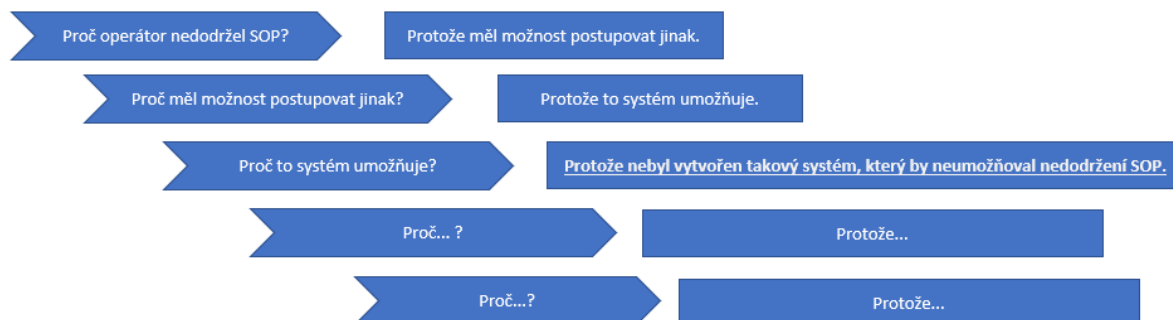 Proč operátor nedodržel SOP?
Protože měl možnost postupovat jinak.
Proč měl možnost postupovat jinak?
Protože to systém umožňuje.
Proč to systém umožňuje?
Protože nebyl vytvořen takový systém, který by neumožňoval nedodržení SOP.
Proč... ?
Protože...
Proč...?
Protože...